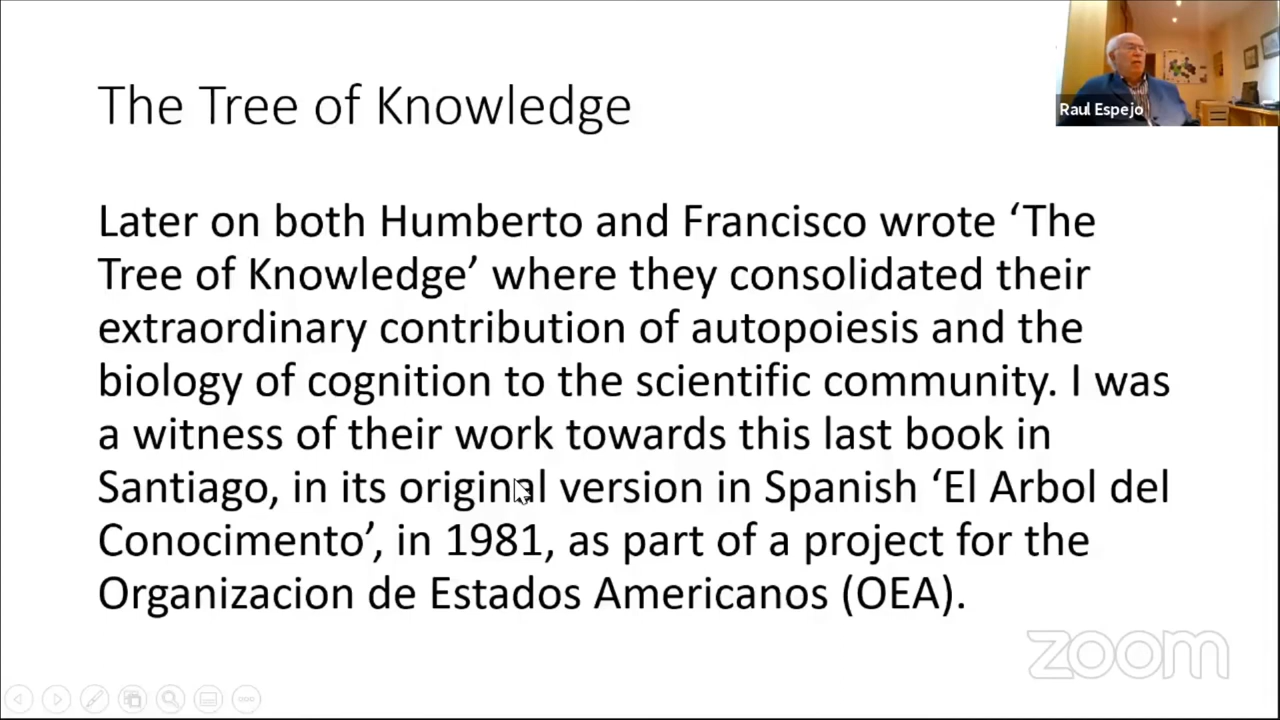 The Tree of Knowledge
Raul Espejo
Later on both Humberto and Francisco wrote ‘The
Tree of Knowledge’ where they consolidated their
extraordinary contribution of autopoiesis and the
biology of cognition to the scientific community. I was
a witness of their work towards this last book in
Santiago, in its original version in Spanish ‘El Arbol del
Conocimento’, in 1981, as part of a project for the
Organizacion de Estados Americanos (OEA).
zoom